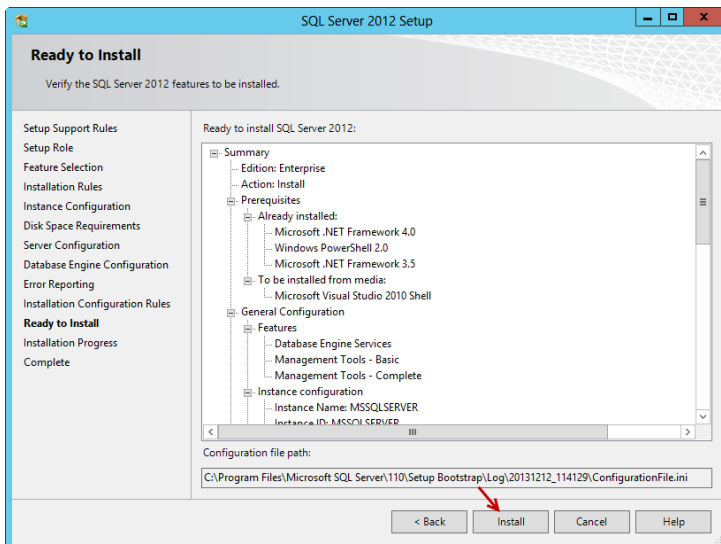 SQL Server 2012 Setup
Ready to Install
Verify the SQL Server 2012 features to be installed.
Setup Support Rules
Setup Role
Feature Selection
Installation Rules
Instance Configuration
Disk Space Requirements
Server Configuration
Database Engine Configuration
Error Reporting
Installation Configuration Rules
Ready to Install
Installation Progress
Complete
Ready to install SQL Server 2012:
Summary
Edition: Enterprise
Action: Install
Prerequisites
Already installed:
Microsoft .NET Framework 4.0
Windows PowerShell 2.0
Microsoft .NET Framework 3.5
To be installed from media:
Microsoft Visual Studio 2010 Shell
General Configuration
Features
Database Engine Services
Management Tools - Basic
Management Tools - Complete
Instance configuration
Instance Name: MSSQLSERVER
Instance ID: MSSQLSERVER
Configuration file path:
C:\Program Files\Microsoft SQL Server\110\Setup Bootstrap\Log\20131212_114129\ConfigurationFile.ini
< Back
Install
Cancel
Help